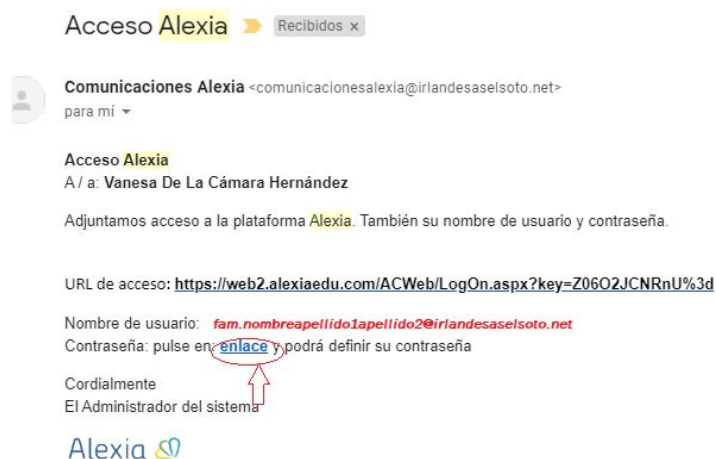 Acceso Alexia Recibidos x
Comunicaciones Alexia <comunicacionesalexia@irlandesaselsoto.net>
para mí
Acceso Alexia
A / a: Vanesa De La Cámara Hernández
Adjuntamos acceso a la plataforma Alexia. También su nombre de usuario y contraseña.
URL de acceso: https://web2.alexiaedu.com/ACWeb/LogOn.aspx?key=Z06O2JCNRnU%3d
Nombre de usuario: fam.nombreapellido1apellido2@irlandesaselsoto.net
Contraseña: pulse en: enlace y podrá definir su contraseña
Cordialmente
El Administrador del sistema
Alexia